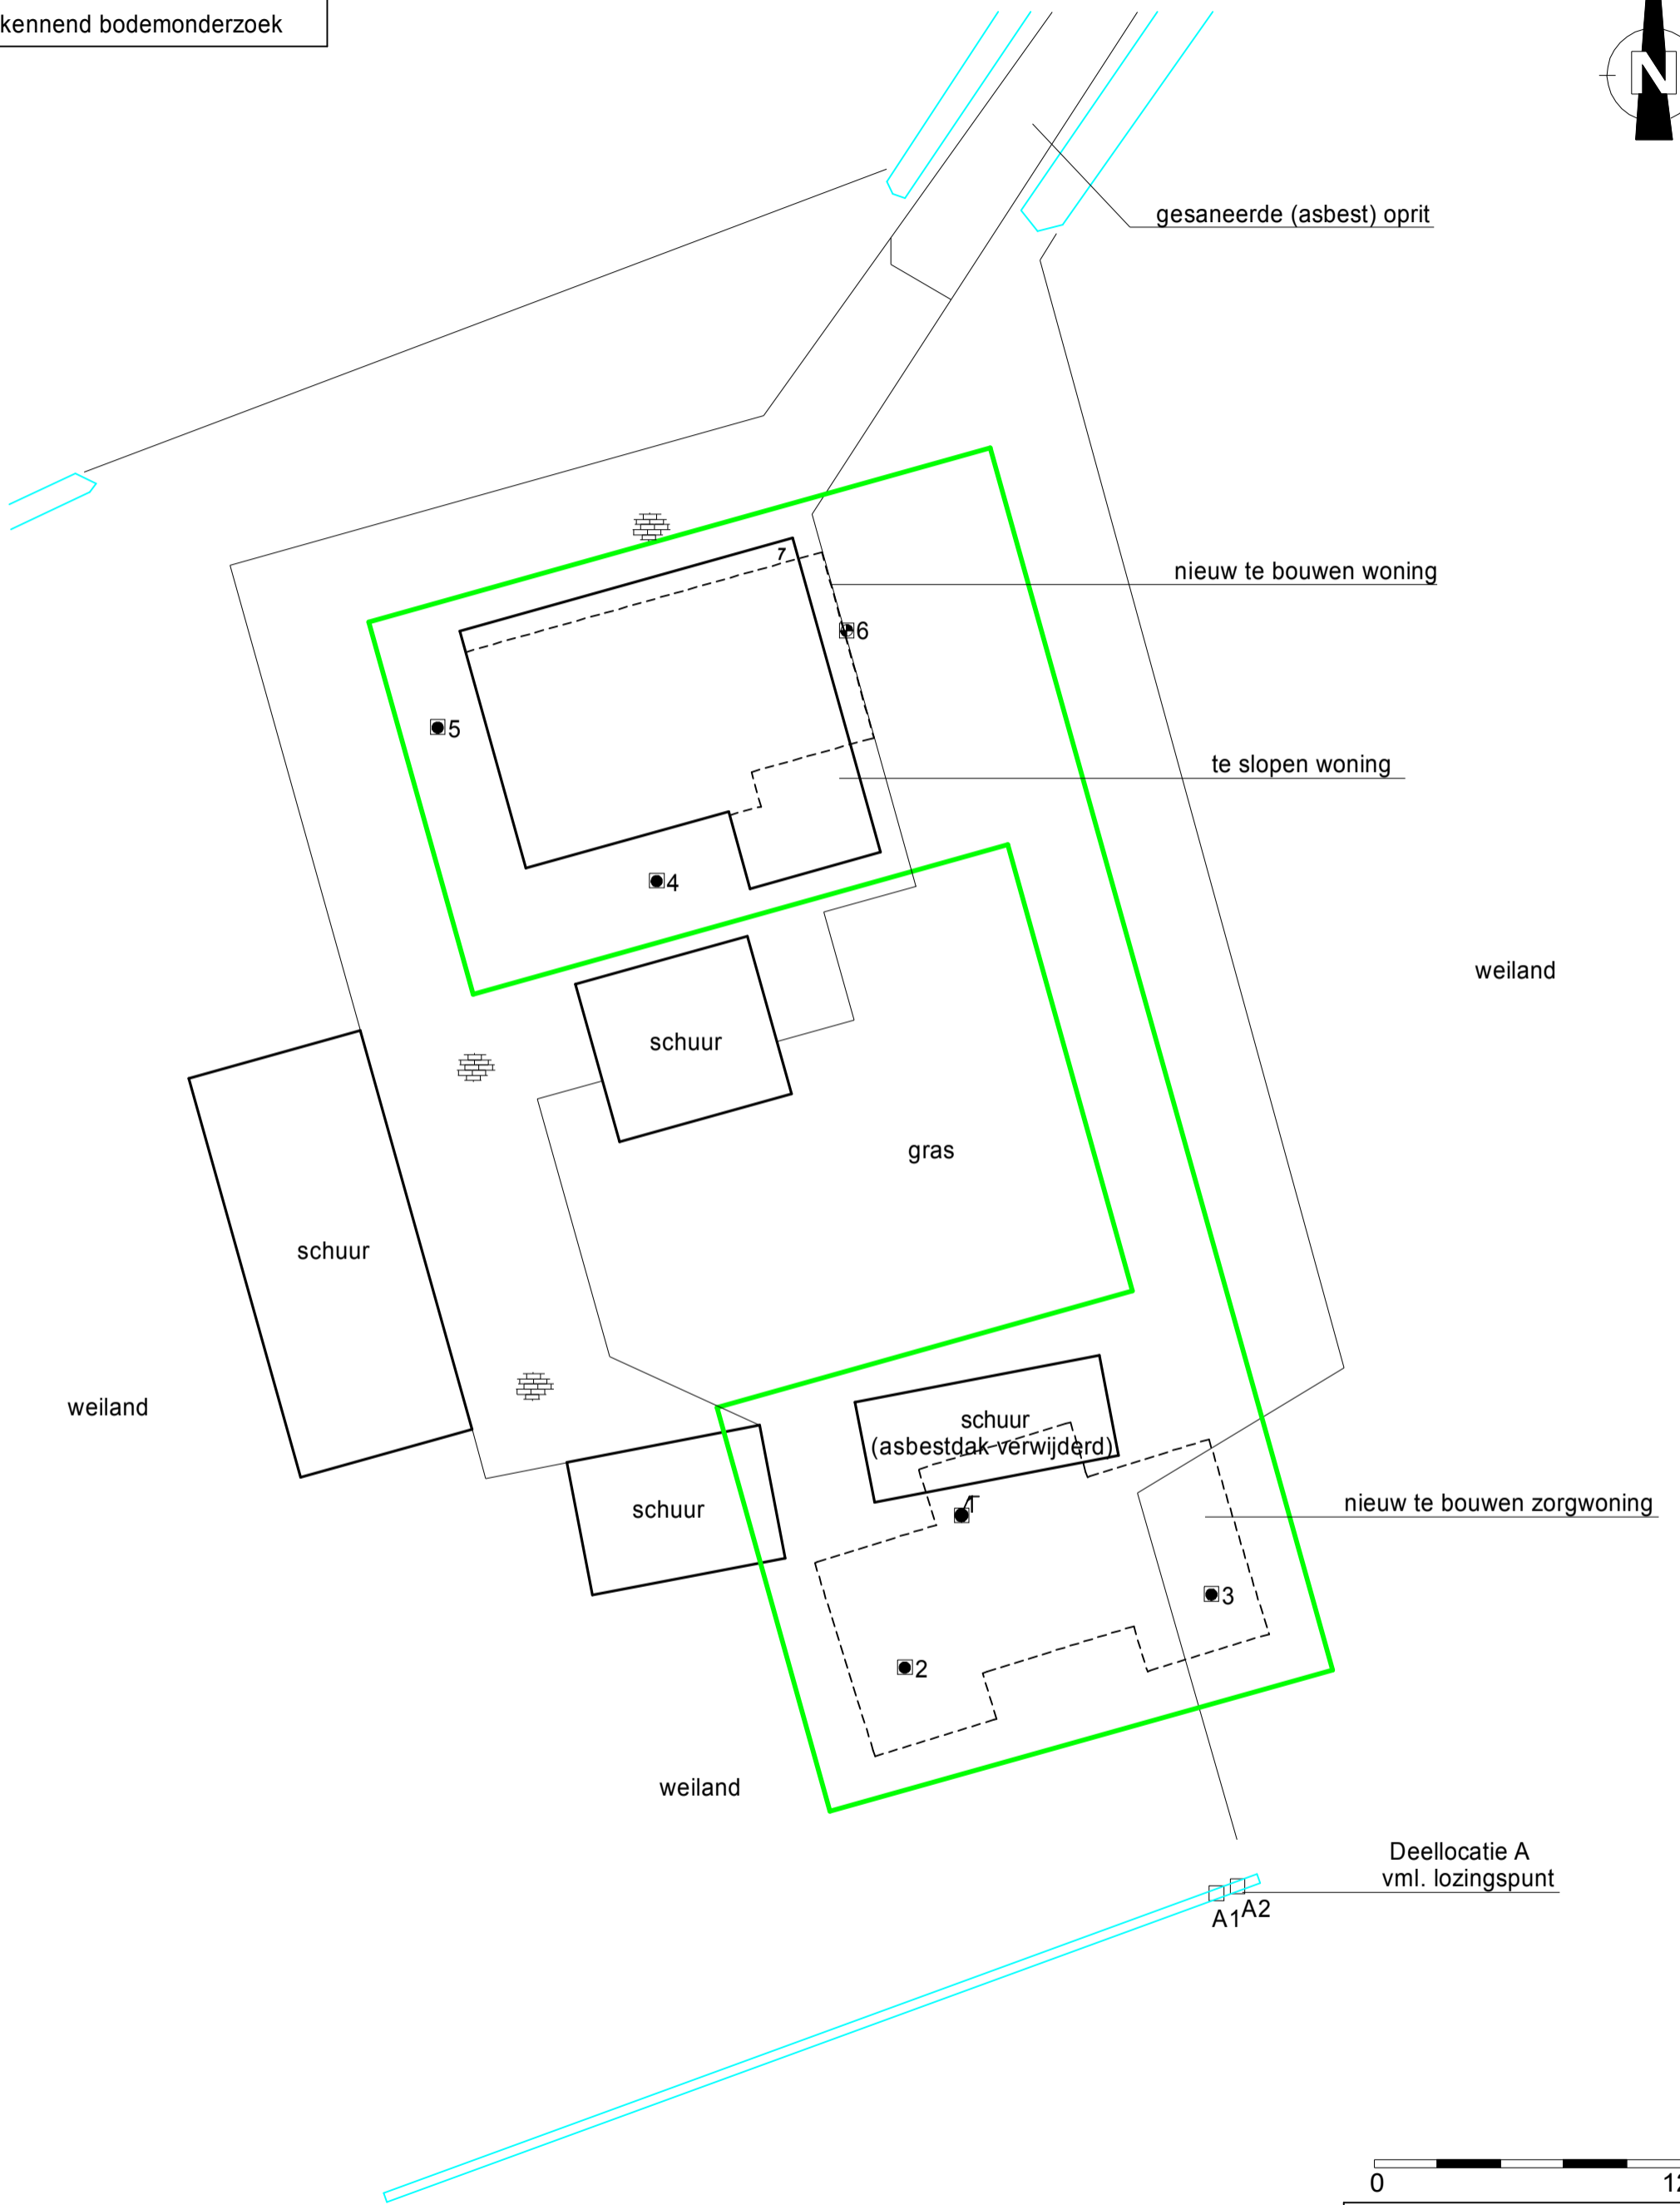 kennend bodemonderzoek
N
gesaneerde (asbest) oprit
7
nieuw te bouwen woning
6
5
te slopen woning
4
weiland
schuur
gras
schuur
weiland
schuur
(asbestdak verwijderd)
schuur
1
nieuw te bouwen zorgwoning
3
2
weiland
Deellocatie A
vml. lozingspunt
A1
A2
0